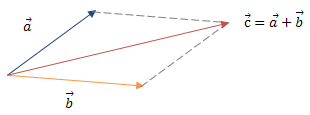 a⃗
c⃗ = a⃗ + b⃗
b⃗